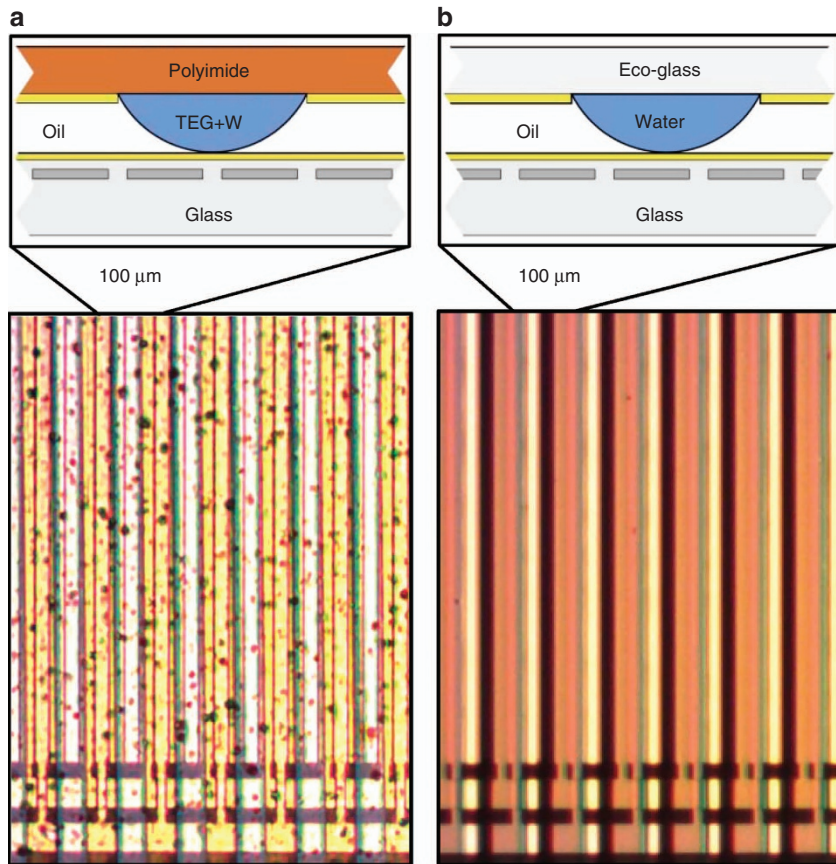 a
Polyimide
Oil
TEG+W
Glass
100 μm
b
Eco-glass
Oil
Water
Glass
100 μm